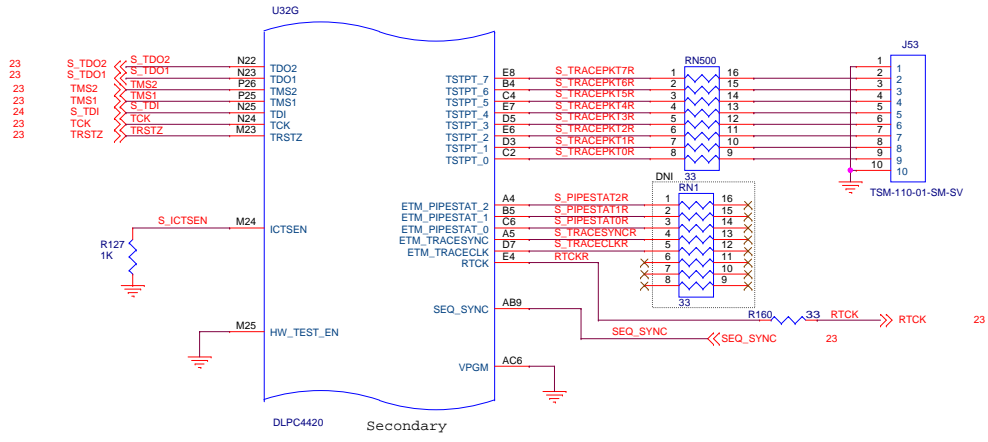 U32G
J53
23 S_TDO2 S_TDO2 N22 TDO2
23 S_TDO1 S_TDO1 N23 TDO1
23 TMS2 TMS2 P26 TMS2
23 TMS1 TMS1 P25 TMS1
24 S_TDI S_TDI N25 TDI
23 TCK TCK N24 TCK
23 TRSTZ TRSTZ M23 TRSTZ
RN500
TSTPT_7 E8 S_TRACEPKT7R 1 16
TSTPT_6 B4 S_TRACEPKT6R 2 15
TSTPT_5 C4 S_TRACEPKT5R 3 14
TSTPT_4 E7 S_TRACEPKT4R 4 13
TSTPT_3 D5 S_TRACEPKT3R 5 12
TSTPT_2 E6 S_TRACEPKT2R 6 11
TSTPT_1 D3 S_TRACEPKT1R 7 10
TSTPT_0 C2 S_TRACEPKT0R 8 9
33
1 1
2 2
3 3
4 4
5 5
6 6
7 7
8 8
9 9
10 10
TSM-110-01-SM-SV
DNI
RN1
ETM_PIPESTAT_2 A4 S_PIPESTAT2R 1 16
ETM_PIPESTAT_1 B5 S_PIPESTAT1R 2 15
ETM_PIPESTAT_0 C6 S_PIPESTAT0R 3 14
ETM_TRACESYNC A5 S_TRACESYNCR 4 13
ETM_TRACECLK D7 S_TRACECLKR 5 12
RTCK E4 RTCKR 6 11
7 10
8 9
33
S_ICTSEN M24 ICTSEN
R127
1K
SEQ_SYNC AB9
R160 33 RTCK RTCK 23
M25 HW_TEST_EN
SEQ_SYNC SEQ_SYNC 23
VPGM AC6
DLPC4420
Secondary